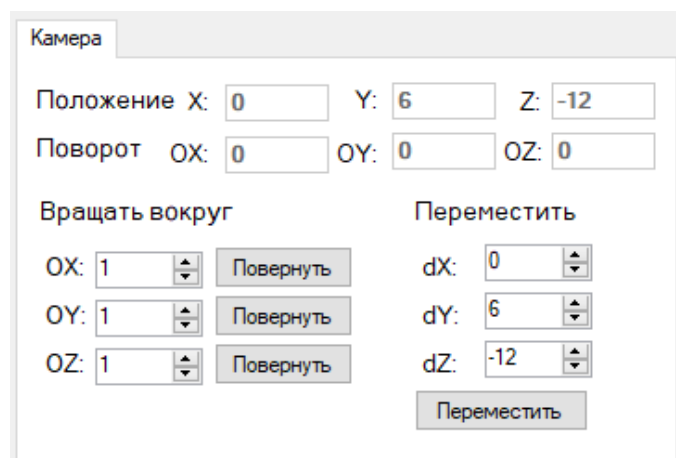 Камера
Положение X: 0 Y: 6 Z: -12
Поворот OX: 0 OY: 0 OZ: 0
Вращать вокруг Переместить
OX: 1 Повернуть dX: 0
OY: 1 Повернуть dY: 6
OZ: 1 Повернуть dZ: -12
Переместить